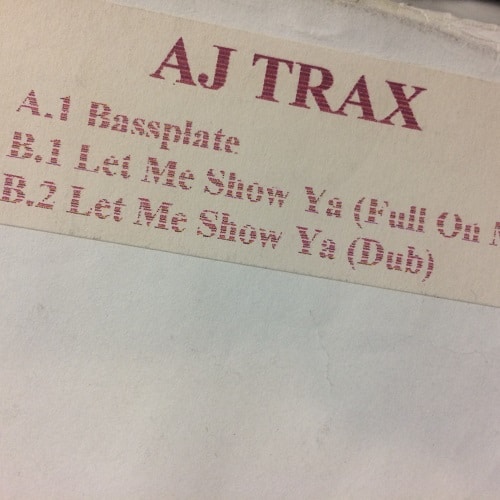 AJ TRAX
A.1 Bassplate
B.1 Let Me Show Ya (Full On
B.2 Let Me Show Ya (Dub)